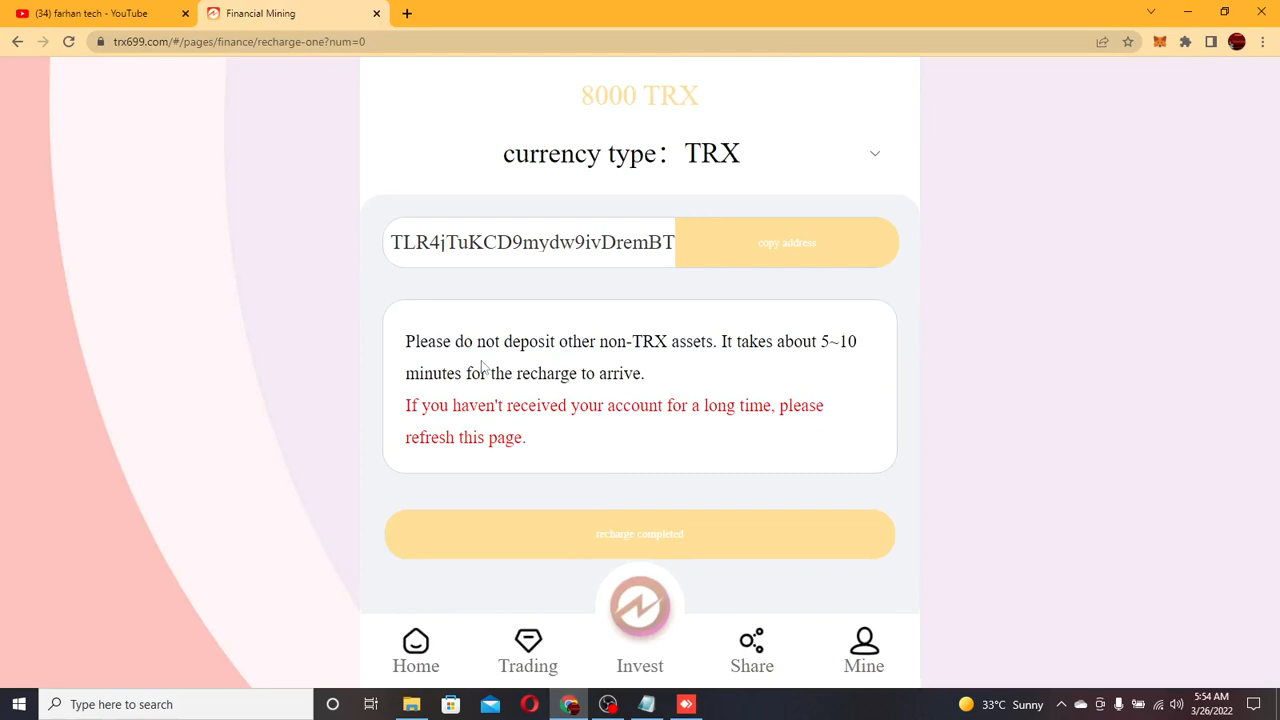 (34) farhan tech - YouTube
Financial Mining
trx699.com/#/pages/finance/recharge-one?num=0
8000 TRX
currency type： TRX
TLR4jTuKCD9mydw9ivDremBT
copy address
Please do not deposit other non-TRX assets. It takes about 5~10
minutes for the recharge to arrive.
If you haven't received your account for a long time, please
refresh this page.
recharge completed
Home
Trading
Invest
Share
Mine
Type here to search
33°C Sunny
5:54 AM
3/26/2022